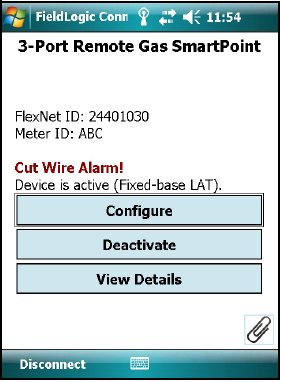 FieldLogic Conn 11:54
3-Port Remote Gas SmartPoint
FlexNet ID: 24401030
Meter ID: ABC
Cut Wire Alarm!
Device is active (Fixed-base LAT).
Configure
Deactivate
View Details
Disconnect